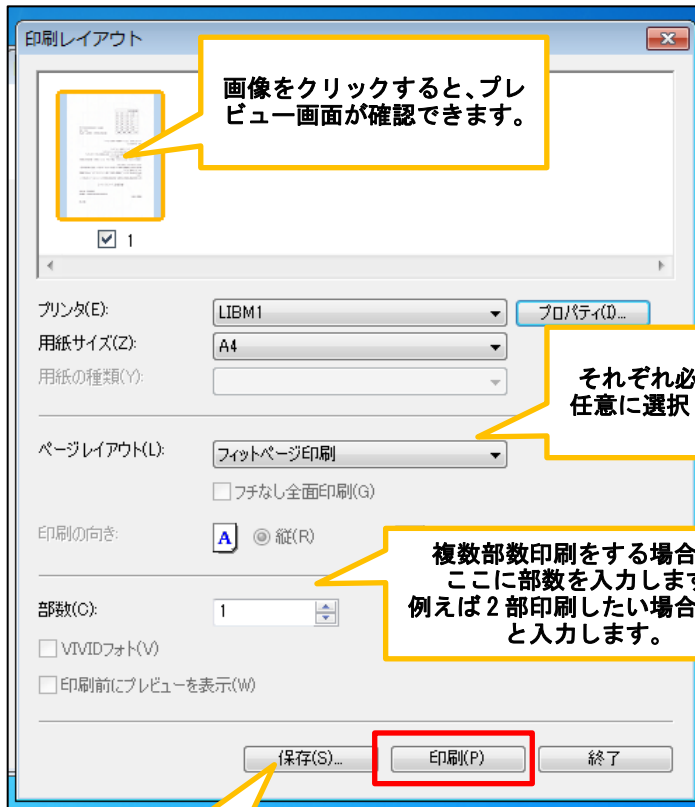 印刷レイアウト
画像をクリックすると、プレ
ビュー画面が確認できます。
1
プリンタ(E):
LIBM1
プロパティ(I)...
用紙サイズ(Z):
A4
用紙の種類(Y):
それぞれ必
任意に選択
ページレイアウト(L):
フィットページ印刷
フチなし全面印刷(G)
印刷の向き:
A
縦(R)
複数部数印刷をする場合
ここに部数を入力します
例えば2部印刷したい場合
と入力します。
部数(C):
1
VIVIDフォト(V)
印刷前にプレビューを表示(W)
保存(S)...
印刷(P)
終了